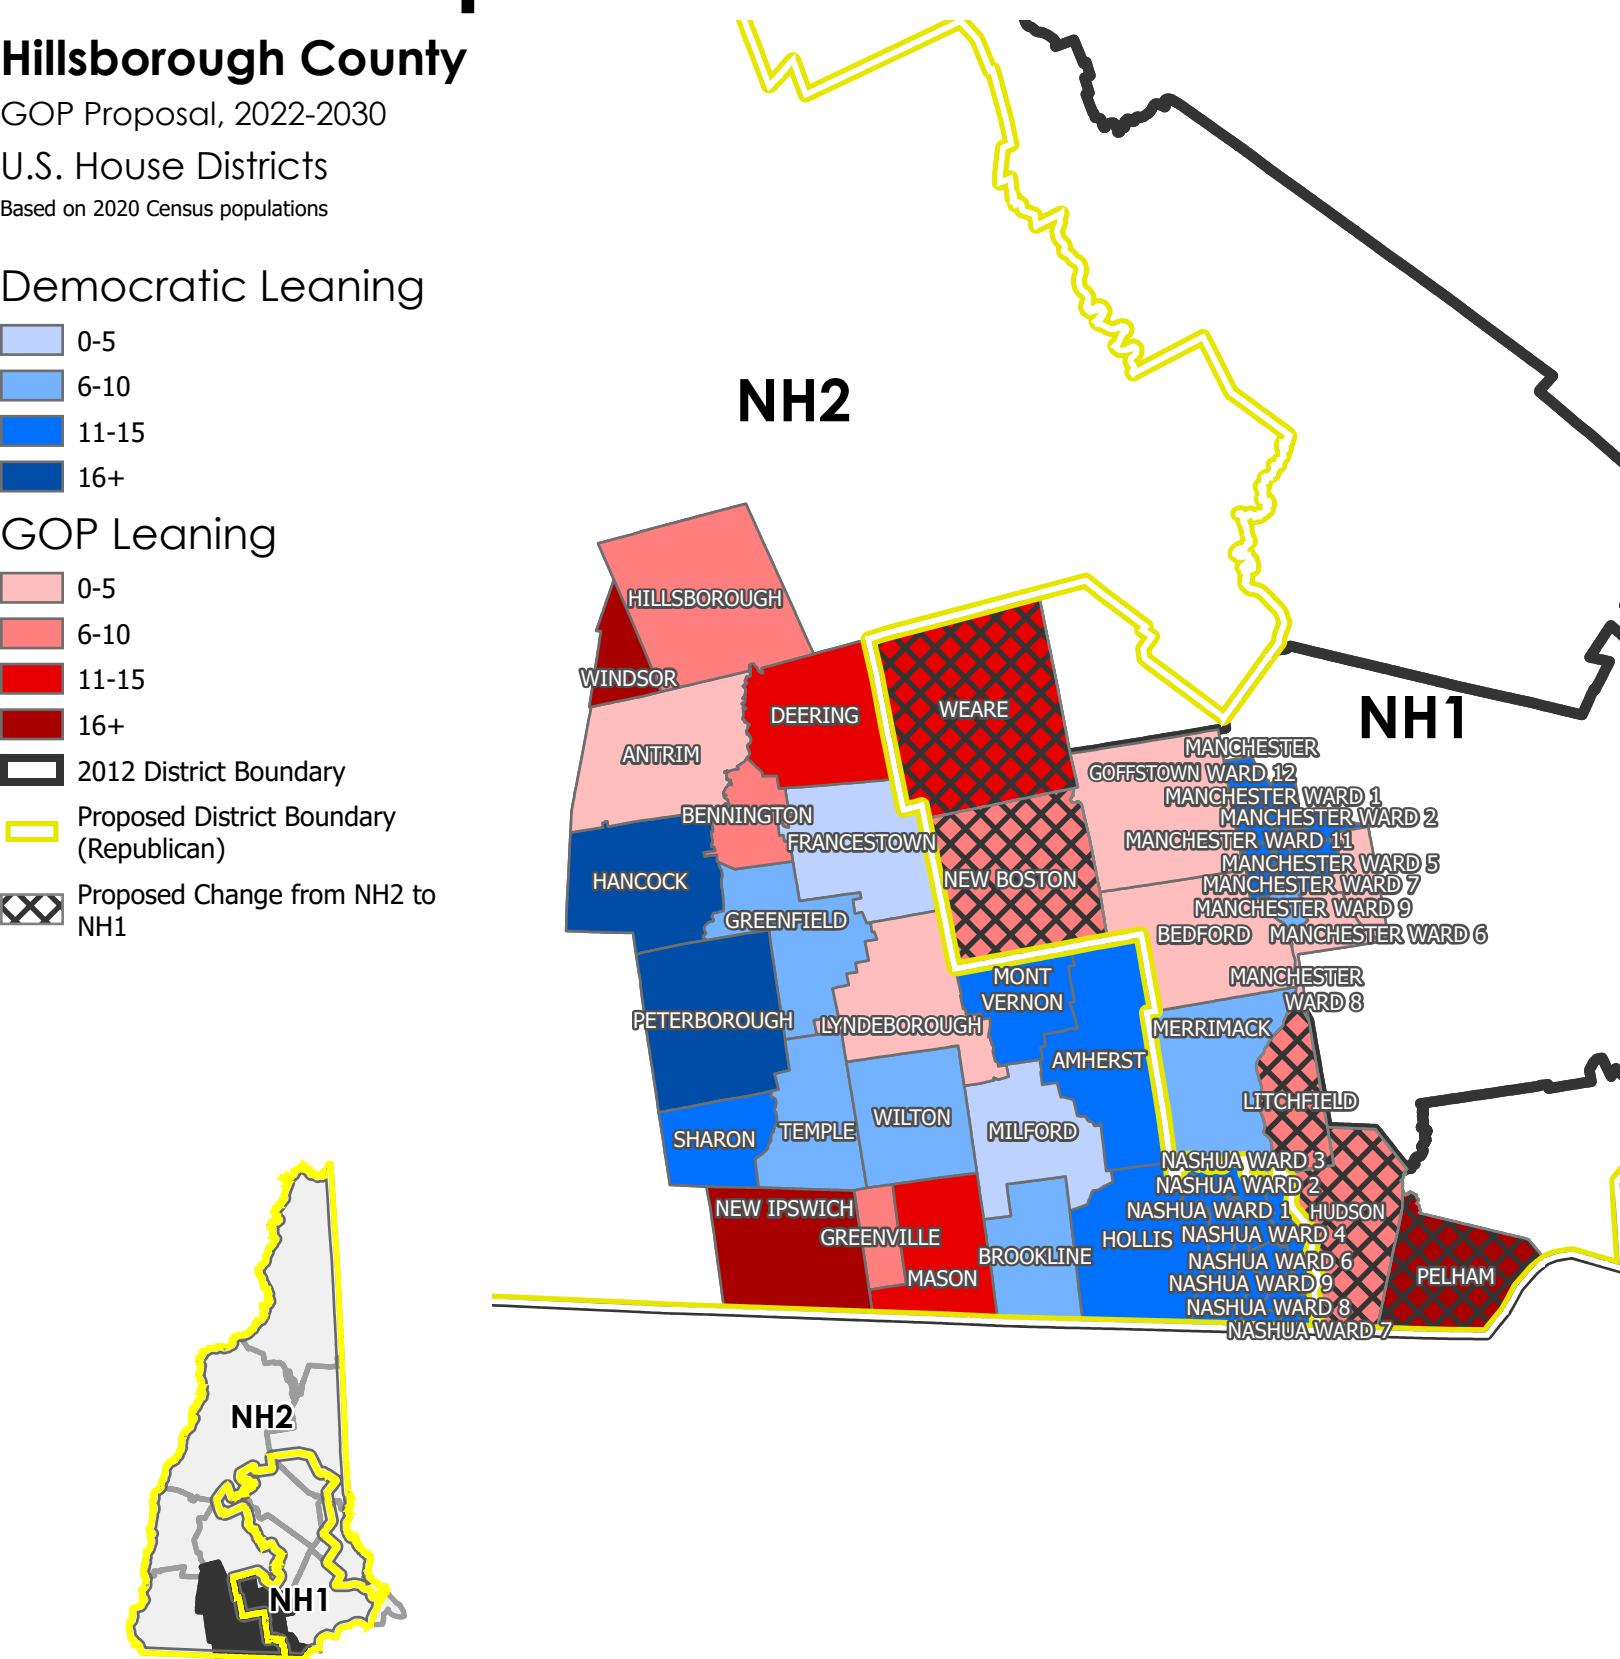 Hillsborough County
GOP Proposal, 2022-2030
U.S. House Districts
Based on 2020 Census populations
Democratic Leaning
0-5
6-10
11-15
16+
GOP Leaning
0-5
6-10
11-15
16+
2012 District Boundary
Proposed District Boundary
(Republican)
Proposed Change from NH2 to
NH1
NH2
NH1
HILLSBOROUGH
WINDSOR
DEERING
WEARE
ANTRIM
MANCHESTER
WARD 12
GOFFSTOWN
MANCHESTER WARD 1
BENNINGTON
MANCHESTER WARD 2
FRANCESTOWN
MANCHESTER WARD 11
MANCHESTER WARD 5
HANCOCK
NEW BOSTON
MANCHESTER WARD 7
MANCHESTER WARD 9
GREENFIELD
BEDFORD
MANCHESTER WARD 6
MONT
VERNON
MANCHESTER
WARD 8
PETERBOROUGH
LYNDEBOROUGH
MERRIMACK
AMHERST
LITCHFIELD
SHARON
TEMPLE
WILTON
MILFORD
NASHUA WARD 3
NASHUA WARD 2
NEW IPSWICH
NASHUA WARD 1
HUDSON
GREENVILLE
HOLLIS
NASHUA WARD 4
BROOKLINE
NASHUA WARD 6
MASON
PELHAM
NASHUA WARD 9
NASHUA WARD 8
NASHUA WARD 7
NH2
NH1